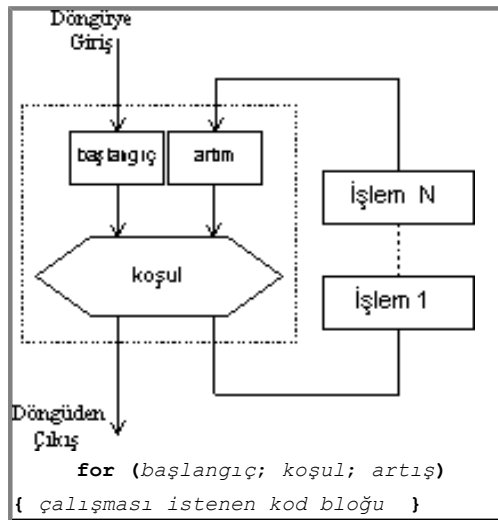 Döngüye
Giriş
başlangıç
artım
İşlem N
koşul
İşlem 1
Döngüden
Çıkış
for (başlangıç; koşul; artış)
{ çalışması istenen kod bloğu }